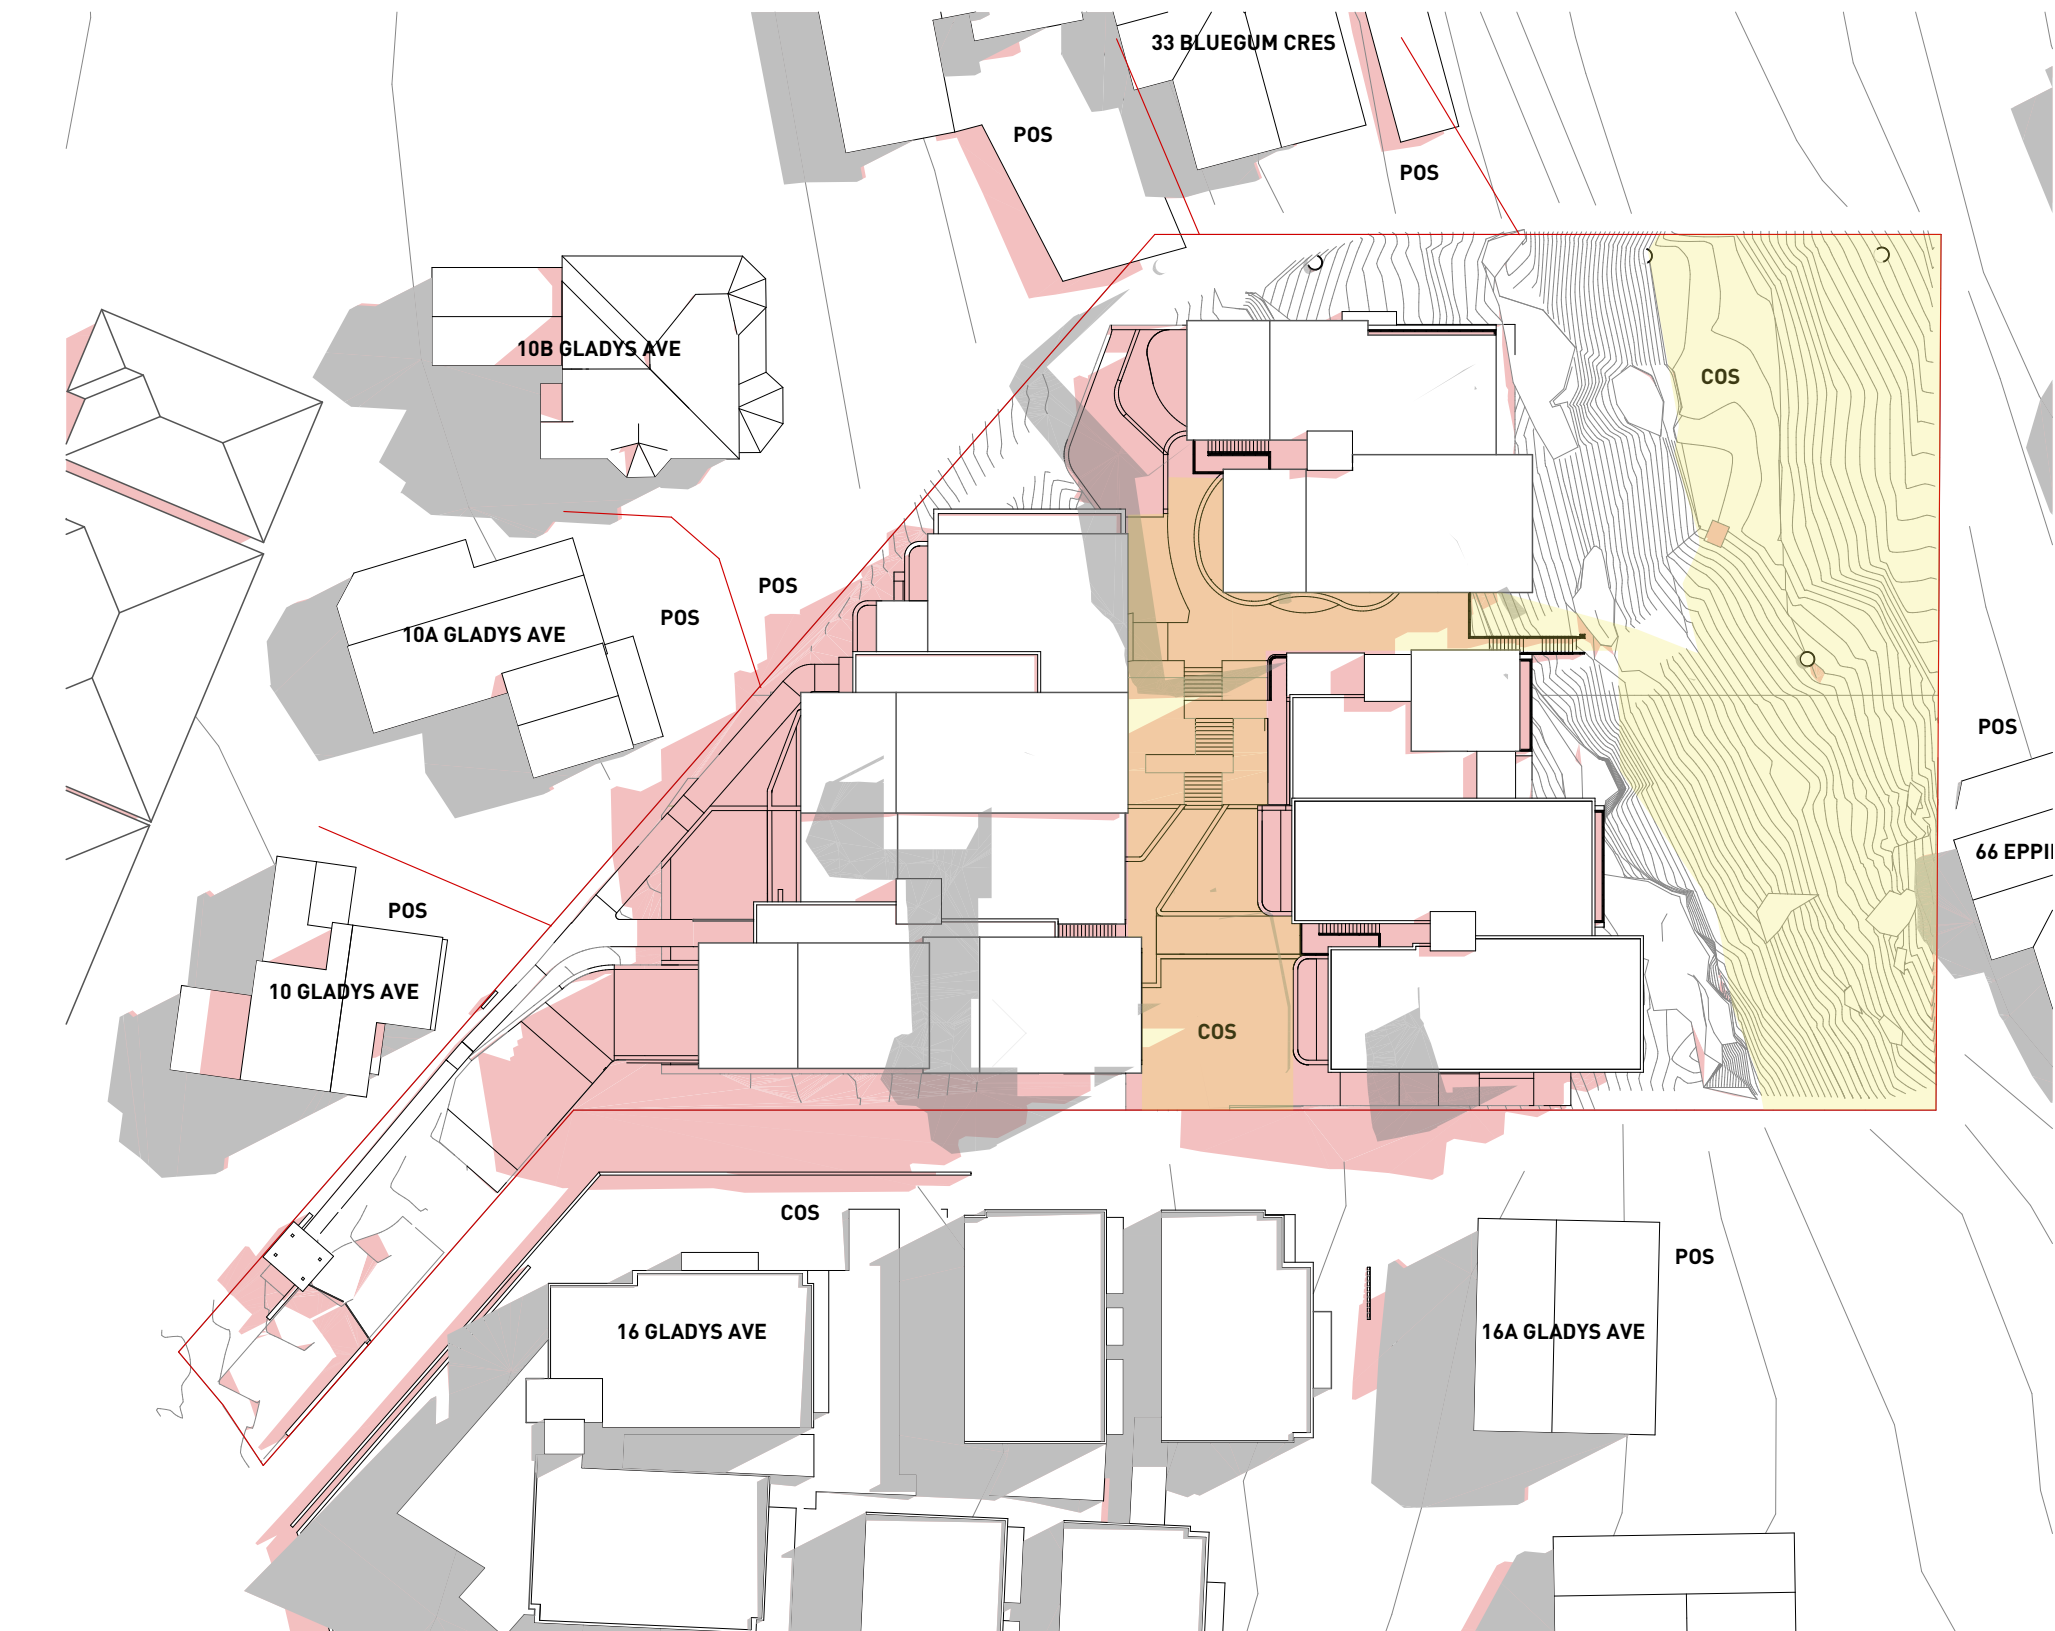 33 BLUEGUM CRES
POS
POS
10B GLADYS AVE
COS
POS
POS
10A GLADYS AVE
POS
66 EPPI
POS
10 GLADYS AVE
COS
COS
POS
16 GLADYS AVE
16A GLADYS AVE